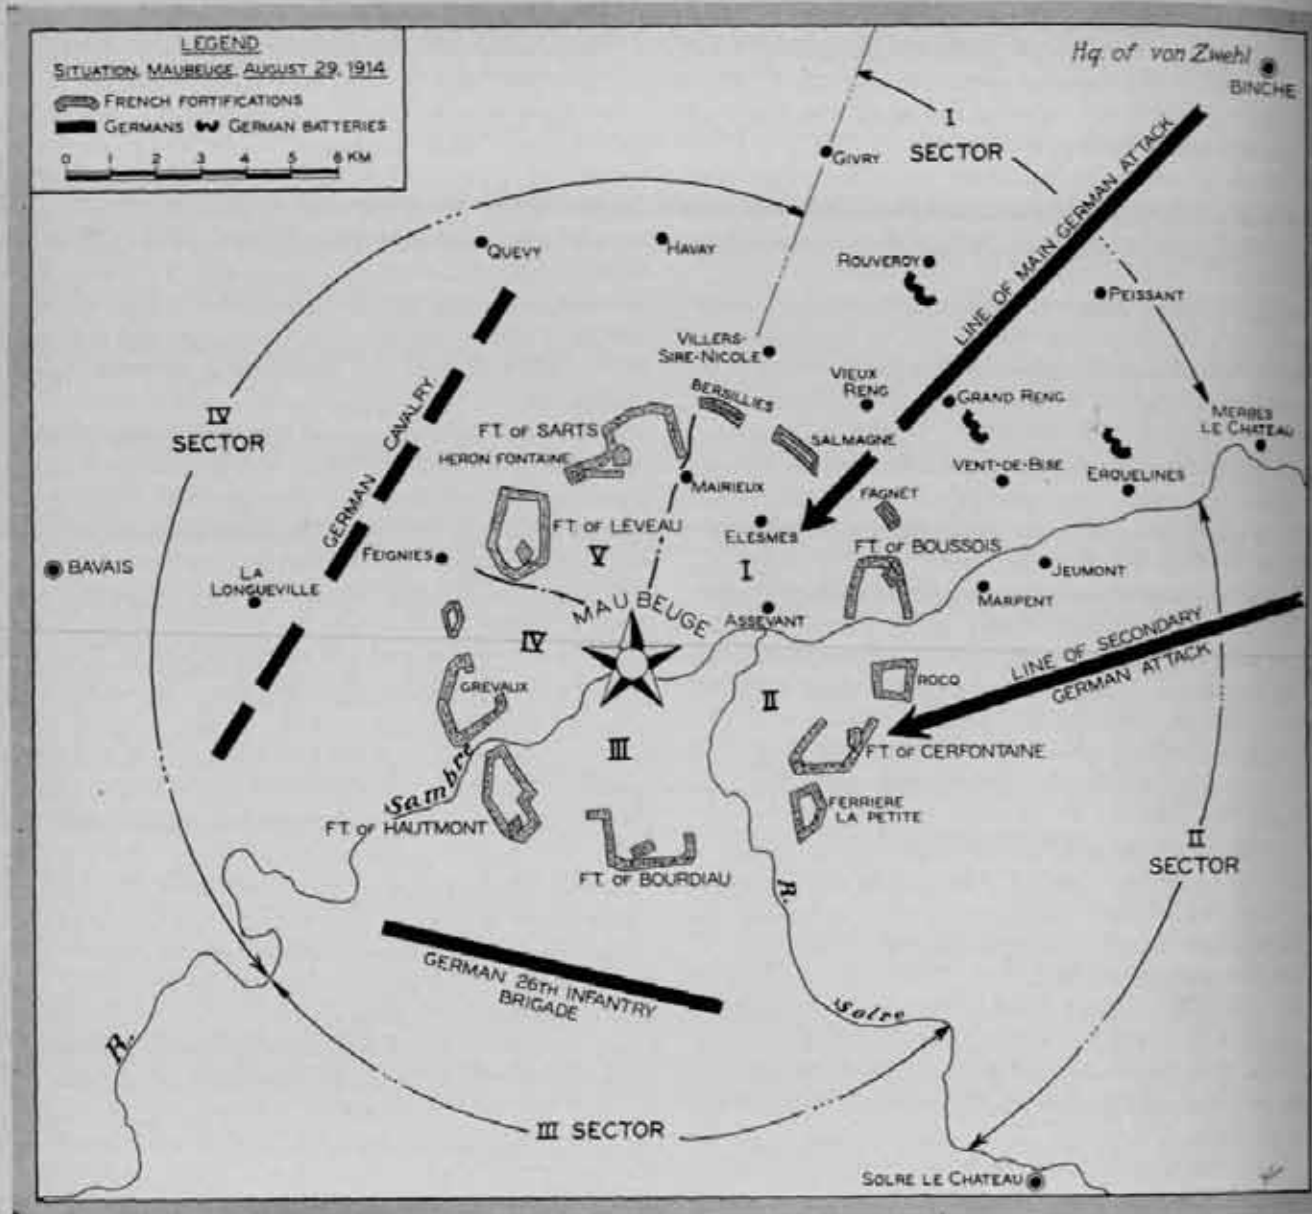 LEGEND
SITUATION, MAUBEUGE, AUGUST 29, 1914
FRENCH FORTIFICATIONS
GERMANS GERMAN BATTERIES
0 1 2 3 4 5 6 KM
Hq. of von Zwehl
BINCHE
I
SECTOR
GIVRY
LINE OF MAIN GERMAN ATTACK
QUEVY
HAVAY
ROUVEROY
PEISSANT
VILLERS-
SIRE-NICOLE
VIEUX
RENG
GRAND RENG
MERBES
LE CHATEAU
BERSILLIES
IV
SECTOR
GERMAN CAVALRY
FT. OF SARTS
HERON FONTAINE
SALMAGNE
VENT-DE-BISE
ERQUELINES
MAIRIEUX
FAGNET
FT. OF LEVEAU
ELESMES
FT. OF BOUSSOIS
FEIGNIES
V
I
JEUMONT
BAVAIS
LA
LONGUEVILLE
MARPENT
MAUBEUGE
ASSEVANT
IV
LINE OF SECONDARY
GERMAN ATTACK
GREVAUX
II
ROCQ
III
FT. OF CERFONTAINE
Sambre
FERRIERE
LA PETITE
FT. OF HAUTMONT
II
SECTOR
FT. OF BOURDIAU
R.
GERMAN 26TH INFANTRY
BRIGADE
Solre
R.
III SECTOR
SOLRE LE CHATEAU